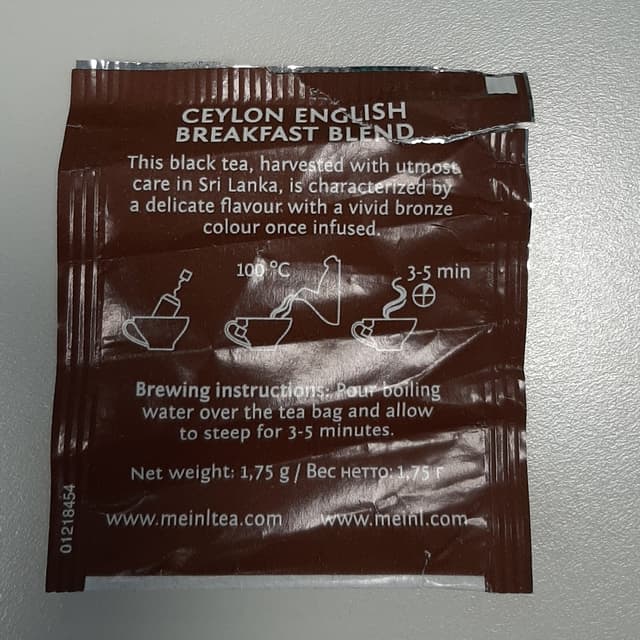 CEYLON ENGLISH
BREAKFAST BLEND
This black tea, harvested with utmost
care in Sri Lanka, is characterized by
a delicate flavour with a vivid bronze
colour once infused.
100 °C
3-5 min
Brewing instructions: Pour boiling
water over the tea bag and allow
to steep for 3-5 minutes.
Net weight: 1,75 g / Вес нетто: 1,75 г
www.meinltea.com www.meinl.com
01218454